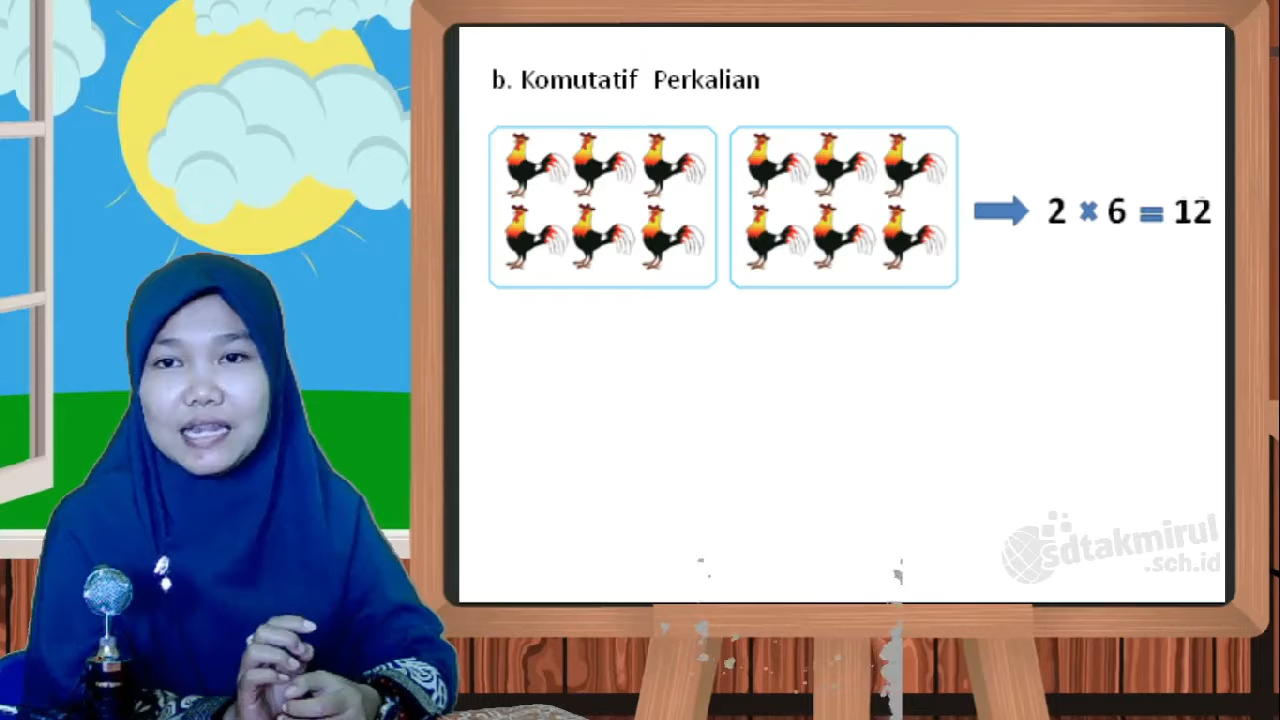 b. Komutatif Perkalian
2 × 6 = 12
sdtakmirul
.sch.id